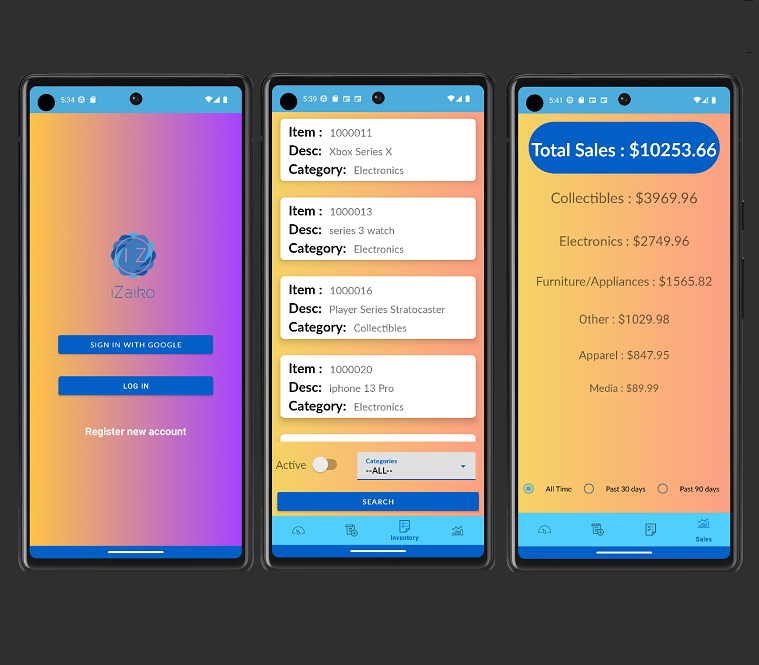 5:34
IZ
iZaiko
SIGN IN WITH GOOGLE
LOG IN
Register new account
5:39
Item : 1000011
Desc: Xbox Series X
Category: Electronics
Item : 1000013
Desc: series 3 watch
Category: Electronics
Item : 1000016
Desc: Player Series Stratocaster
Category: Collectibles
Item : 1000020
Desc: iphone 13 Pro
Category: Electronics
Active
Categories
--ALL--
SEARCH
Inventory
5:41
Total Sales : $10253.66
Collectibles : $3969.96
Electronics : $2749.96
Furniture/Appliances : $1565.82
Other : $1029.98
Apparel : $847.95
Media : $89.99
All Time Past 30 days Past 90 days
Sales